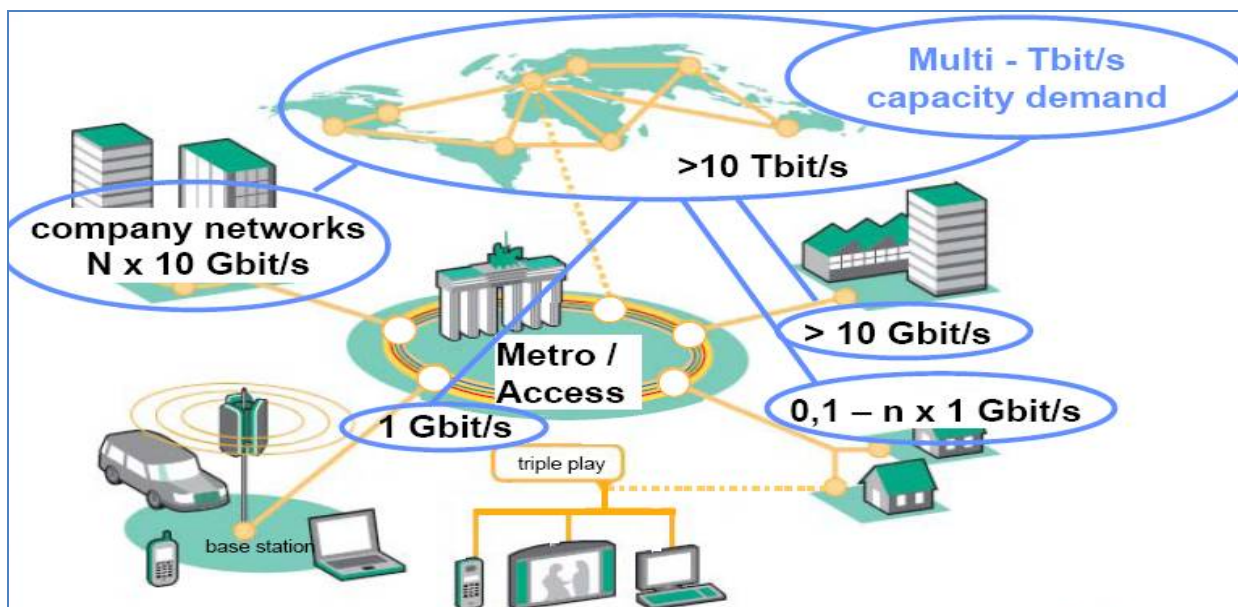 Multi - Tbit/s
capacity demand
>10 Tbit/s
company networks
N x 10 Gbit/s
> 10 Gbit/s
Metro /
Access
0,1 – n x 1 Gbit/s
1 Gbit/s
triple play
base station